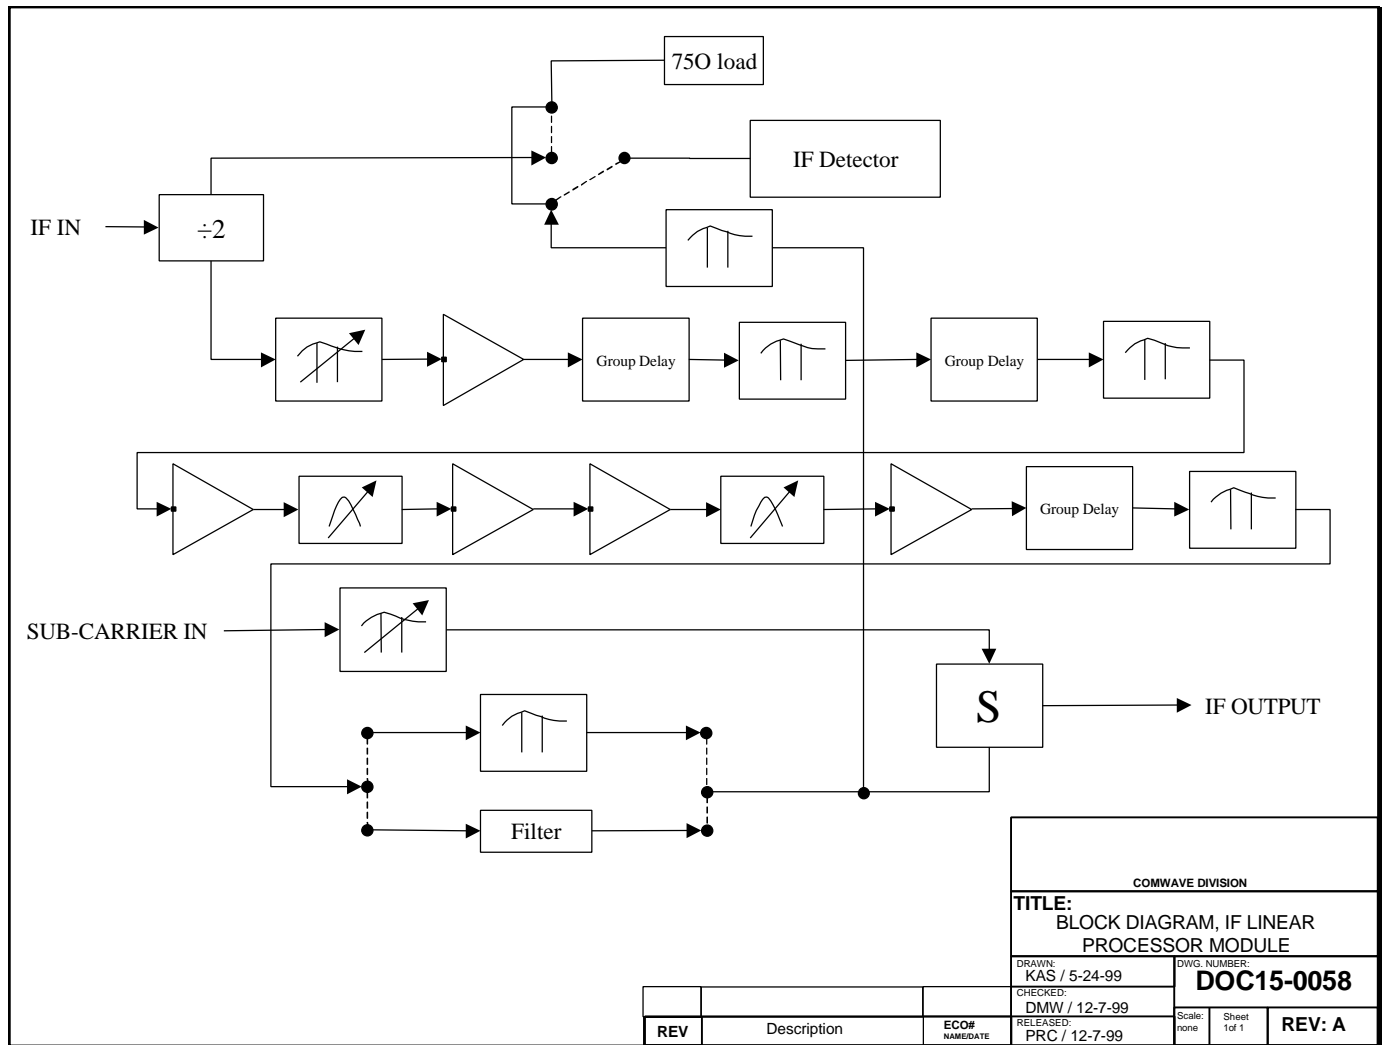 75O load
IF Detector
IF IN
÷2
Group Delay
Group Delay
Group Delay
SUB-CARRIER IN
S
IF OUTPUT
Filter
COMWAVE DIVISION
TITLE:
BLOCK DIAGRAM, IF LINEAR
PROCESSOR MODULE
DRAWN:
KAS / 5-24-99
DWG. NUMBER:
DOC15-0058
CHECKED:
DMW / 12-7-99
RELEASED:
PRC / 12-7-99
Scale:
none
Sheet
1of 1
REV: A
REV
Description
ECO#
NAME/DATE